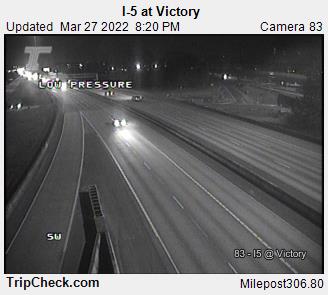 I-5 at Victory
Updated Mar 27 2022 8:20 PM Camera 83
LOW PRESSURE
SW
83 - I5 @ Victory
TripCheck.com Milepost306.80